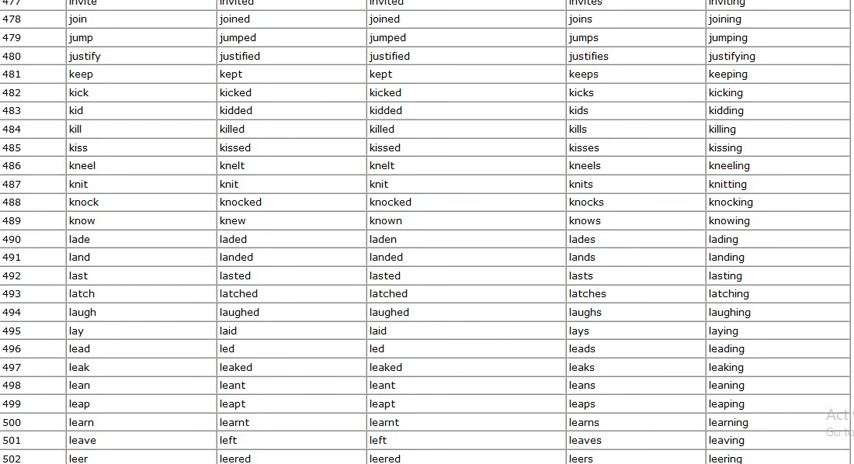 477 invite invited invited invites inviting
478 join joined joined joins joining
479 jump jumped jumped jumps jumping
480 justify justified justified justifies justifying
481 keep kept kept keeps keeping
482 kick kicked kicked kicks kicking
483 kid kidded kidded kids kidding
484 kill killed killed kills killing
485 kiss kissed kissed kisses kissing
486 kneel knelt knelt kneels kneeling
487 knit knit knit knits knitting
488 knock knocked knocked knocks knocking
489 know knew known knows knowing
490 lade laded laden lades lading
491 land landed landed lands landing
492 last lasted lasted lasts lasting
493 latch latched latched latches latching
494 laugh laughed laughed laughs laughing
495 lay laid laid lays laying
496 lead led led leads leading
497 leak leaked leaked leaks leaking
498 lean leant leant leans leaning
499 leap leapt leapt leaps leaping
500 learn learnt learnt learns learning
501 leave left left leaves leaving
502 leer leered leered leers leering
Go to